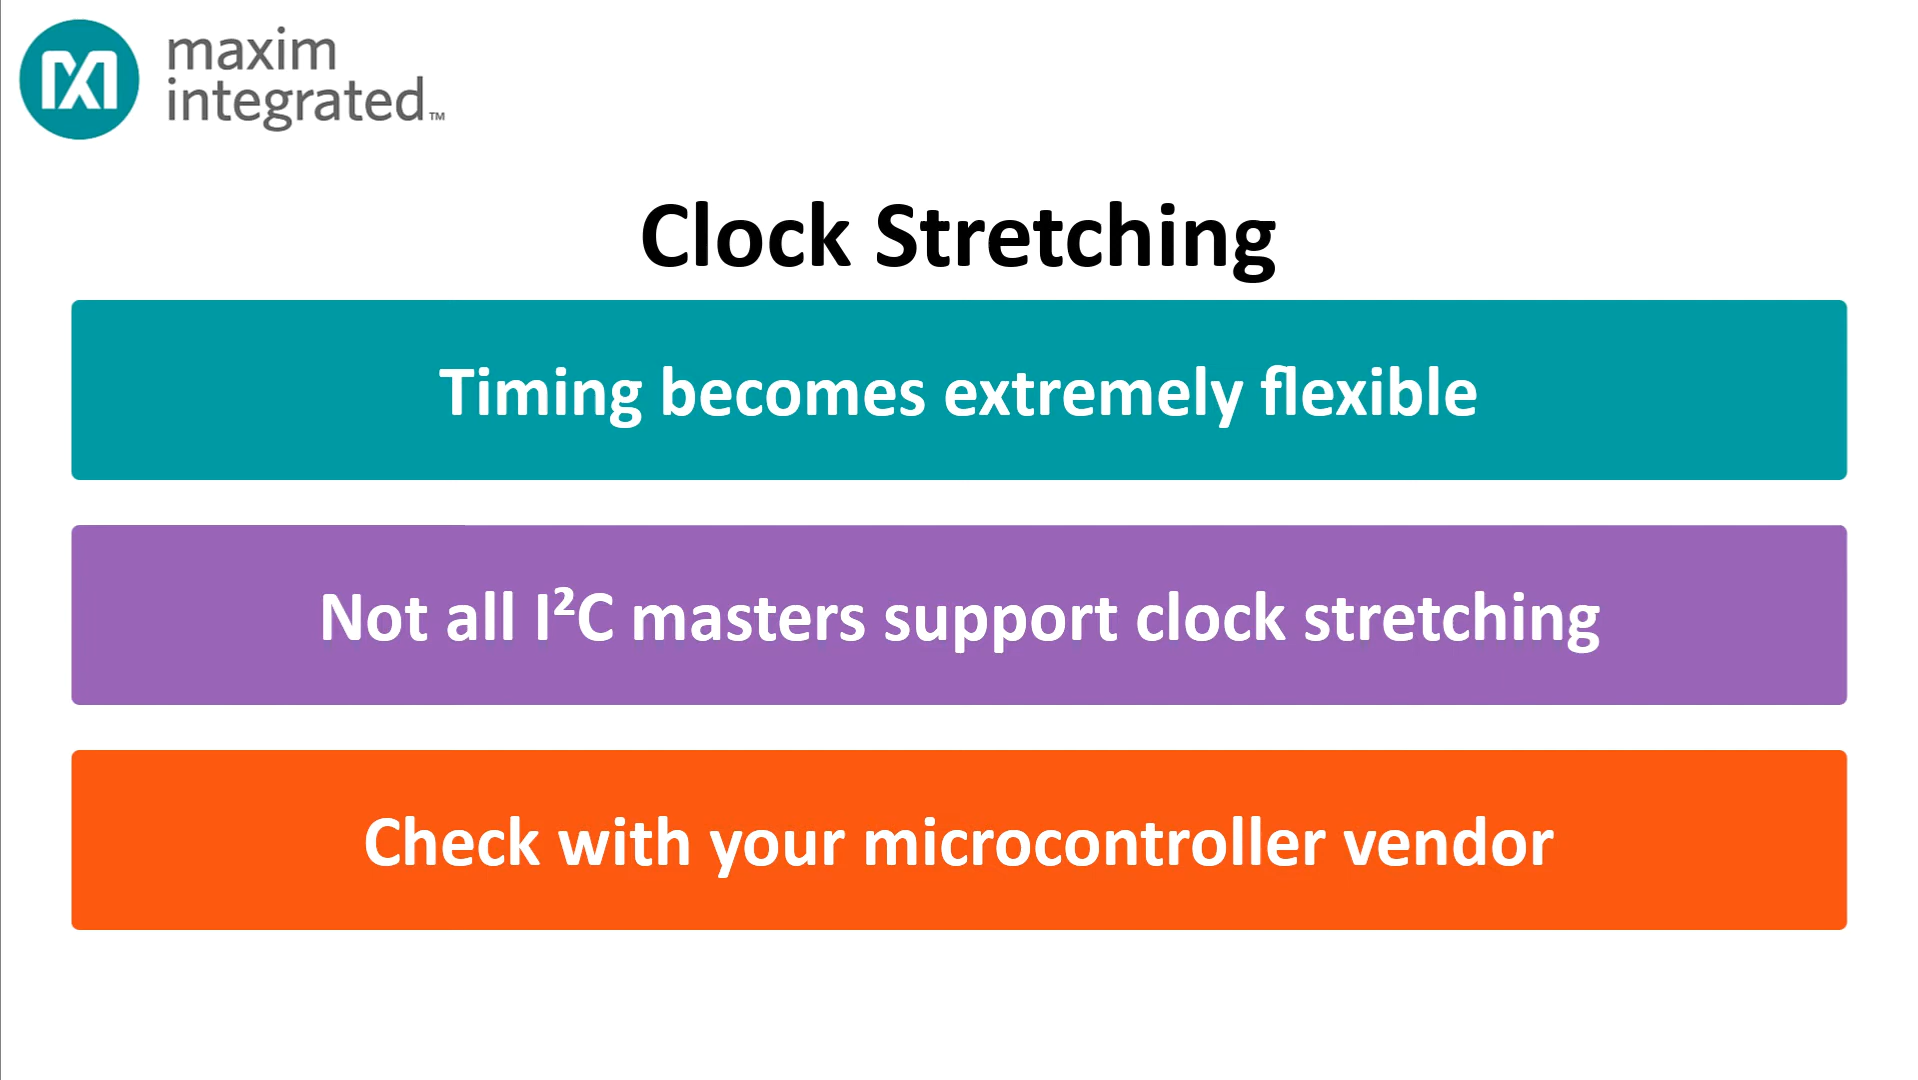 maxim
integrated™
Clock Stretching
Timing becomes extremely flexible
Not all I²C masters support clock stretching
Check with your microcontroller vendor